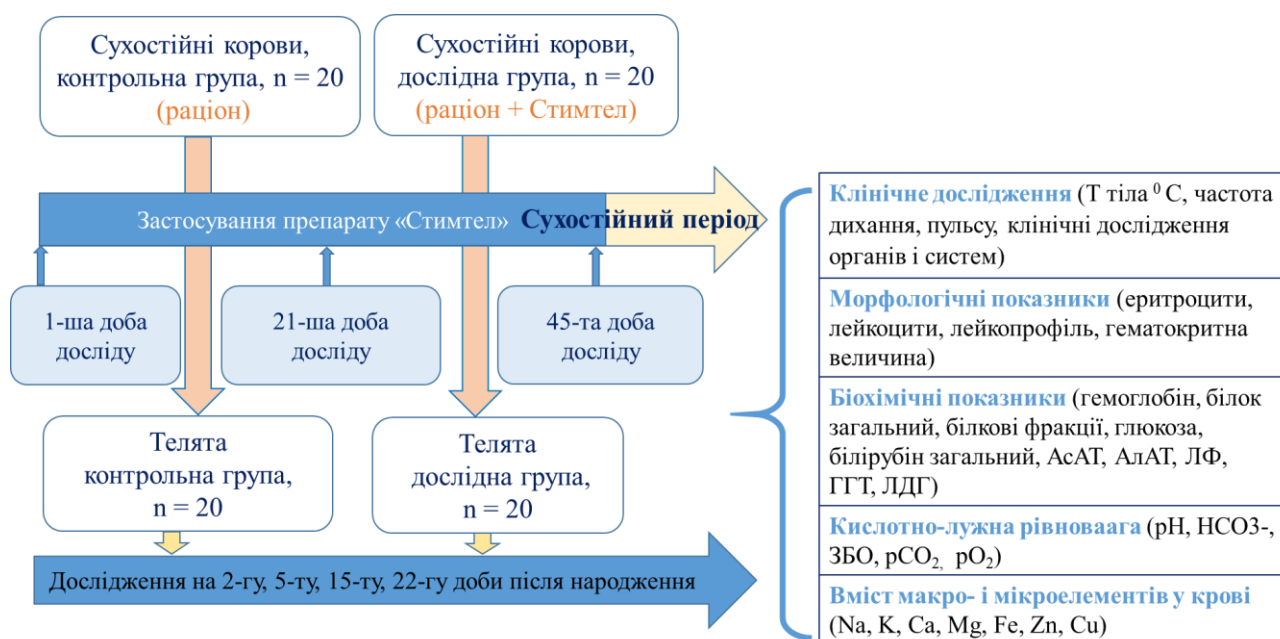 Сухостійні корови,
контрольна група, n = 20
(раціон)
Сухостійні корови,
дослідна група, n = 20
(раціон + Стимтел)
Застосування препарату «Стимтел»
Сухостійний період
1-ша доба
досліду
21-ша доба
досліду
45-та доба
досліду
Телята
контрольна група,
n = 20
Телята
дослідна група,
n = 20
Дослідження на 2-гу, 5-ту, 15-ту, 22-гу доби після народження
Клінічне дослідження (Т тіла ⁰ С, частота
дихання, пульсу, клінічні дослідження
органів і систем)
Морфологічні показники (еритроцити,
лейкоцити, лейкопрофіль, гематокритна
величина)
Біохімічні показники (гемоглобін, білок
загальний, білкові фракції, глюкоза,
білірубін загальний, АсАТ, АлАТ, ЛФ,
ГГТ, ЛДГ)
Кислотно-лужна рівноваага (рН, НСО3-,
ЗБО, рСО₂, рО₂)
Вміст макро- і мікроелементів у крові
(Na, K, Ca, Mg, Fe, Zn, Cu)